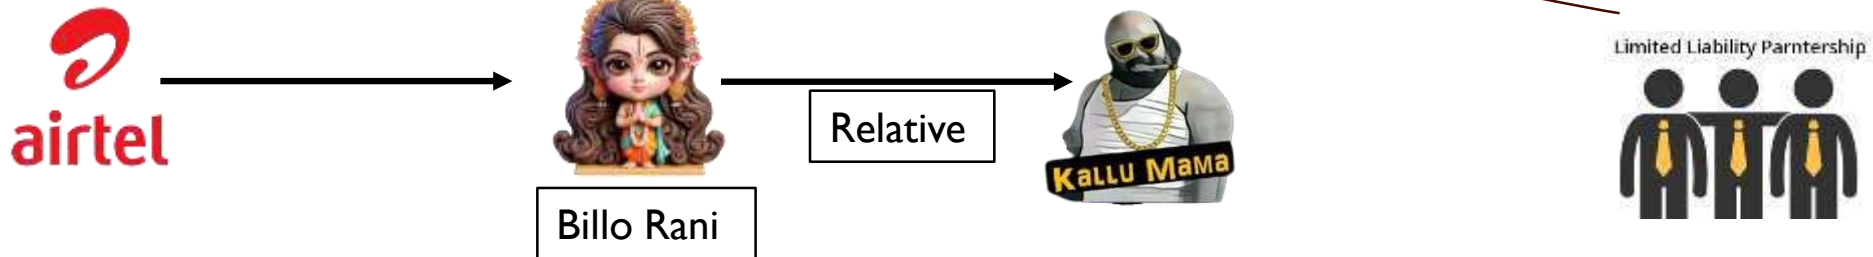 airtel
Billo Rani
Relative
Kallu Mama
Limited Liability Parntership